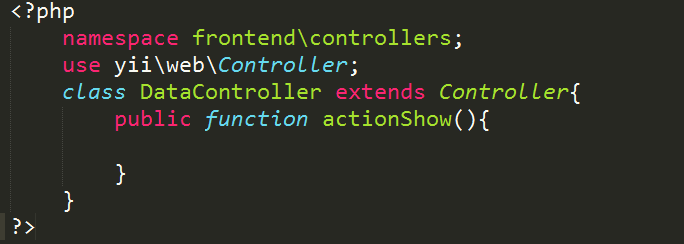 <?php
    namespace frontend\controllers;
    use yii\web\Controller;
    class DataController extends Controller{
        public function actionShow(){

        }
    }
?>